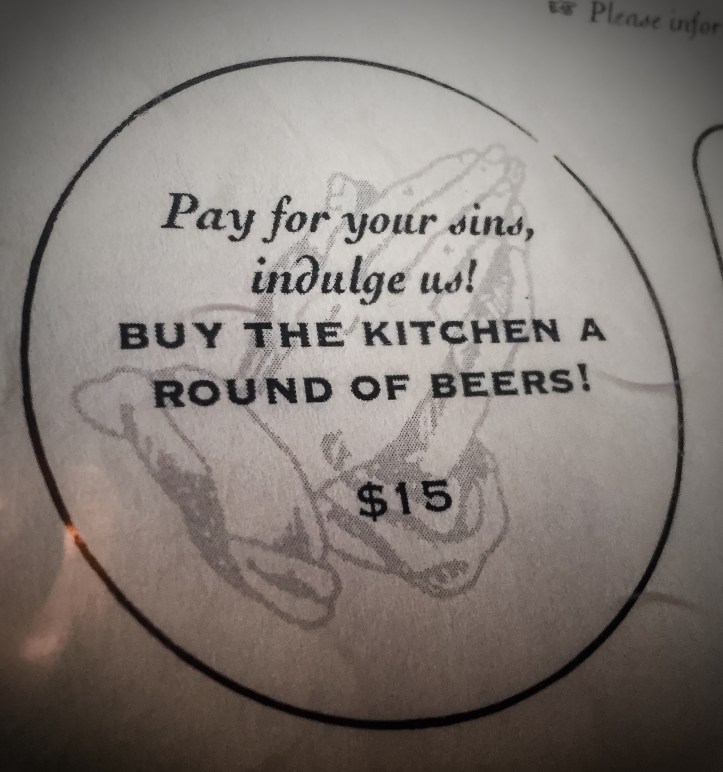 ☞ Please infor
Pay for your sins,
indulge us!
BUY THE KITCHEN A
ROUND OF BEERS!
$15